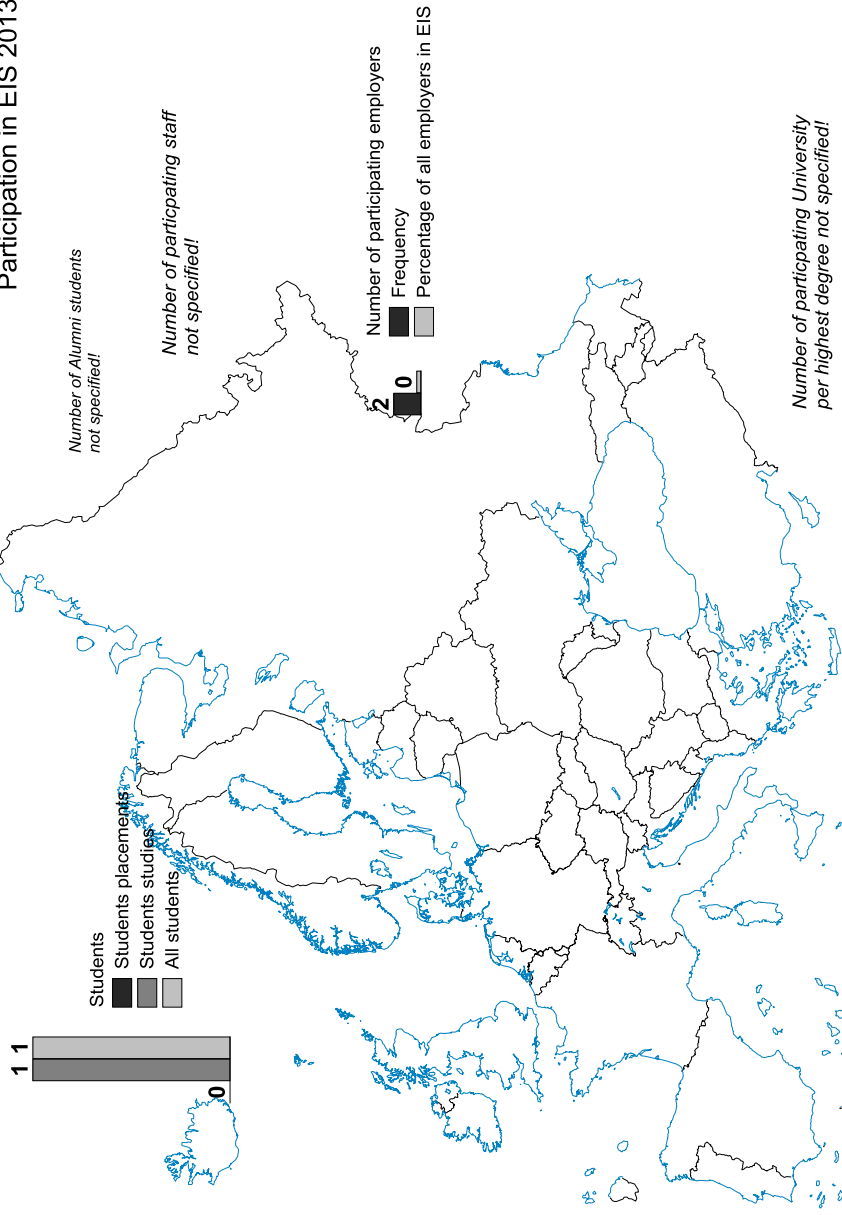 Participation in EIS 2013
Number of Alumni students
not specified!
Number of particpating staff
not specified!
Number of participating employers
Frequency
Percentage of all employers in EIS
2
0
Number of particpating University
per highest degree not specified!
Students
Students placements
Students studies
All students
0
1
1